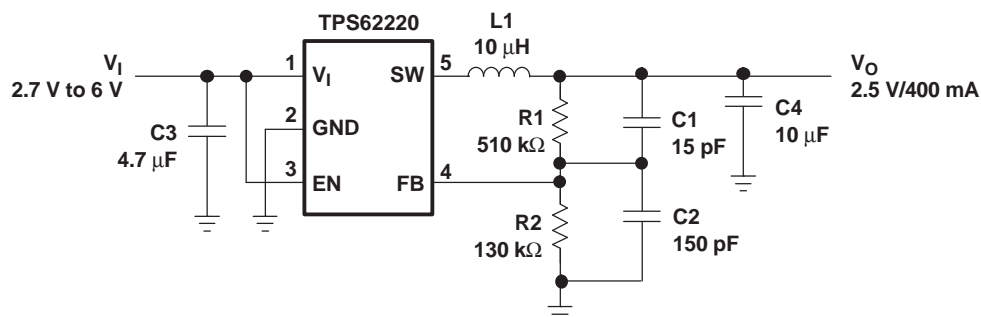 TPS62220
V_I
2.7 V to 6 V
C3
4.7 μF
1
V_I
2
GND
3
EN
SW
5
FB
4
L1
10 μH
R1
510 kΩ
R2
130 kΩ
C1
15 pF
C2
150 pF
C4
10 μF
V_O
2.5 V/400 mA